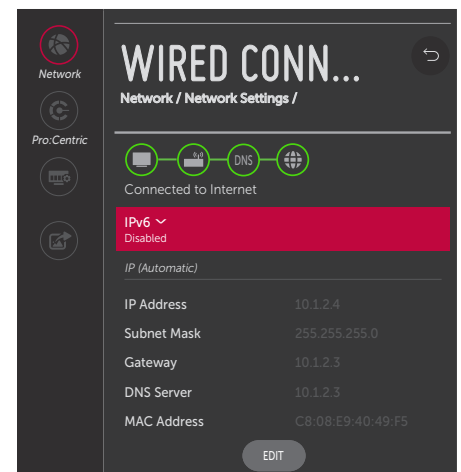 Network
Pro:Centric
WIRED CONN...
Network / Network Settings /
DNS
Connected to Internet
IPv6
Disabled
IP (Automatic)
IP Address 10.1.2.4
Subnet Mask 255.255.255.0
Gateway 10.1.2.3
DNS Server 10.1.2.3
MAC Address C8:08:E9:40:49:F5
EDIT